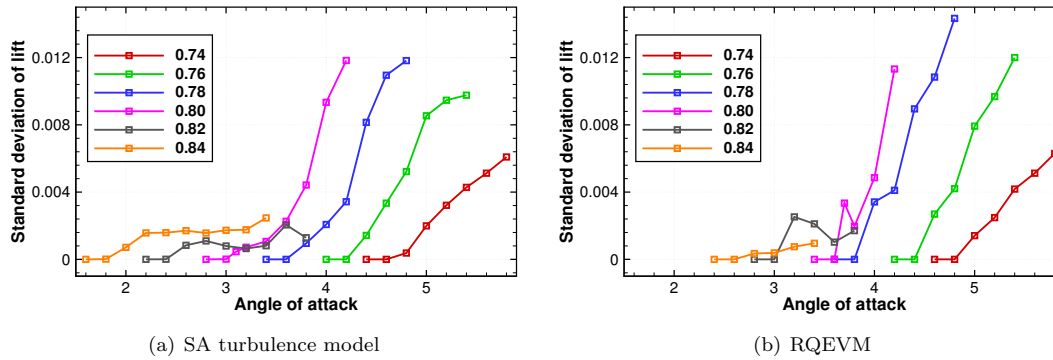 Standard deviation of lift
0.012
0.008
0.004
0
0.74
0.76
0.78
0.80
0.82
0.84
2 3 4 5
Angle of attack
(a) SA turbulence model
Standard deviation of lift
0.012
0.008
0.004
0
0.74
0.76
0.78
0.80
0.82
0.84
2 3 4 5
Angle of attack
(b) RQEVM